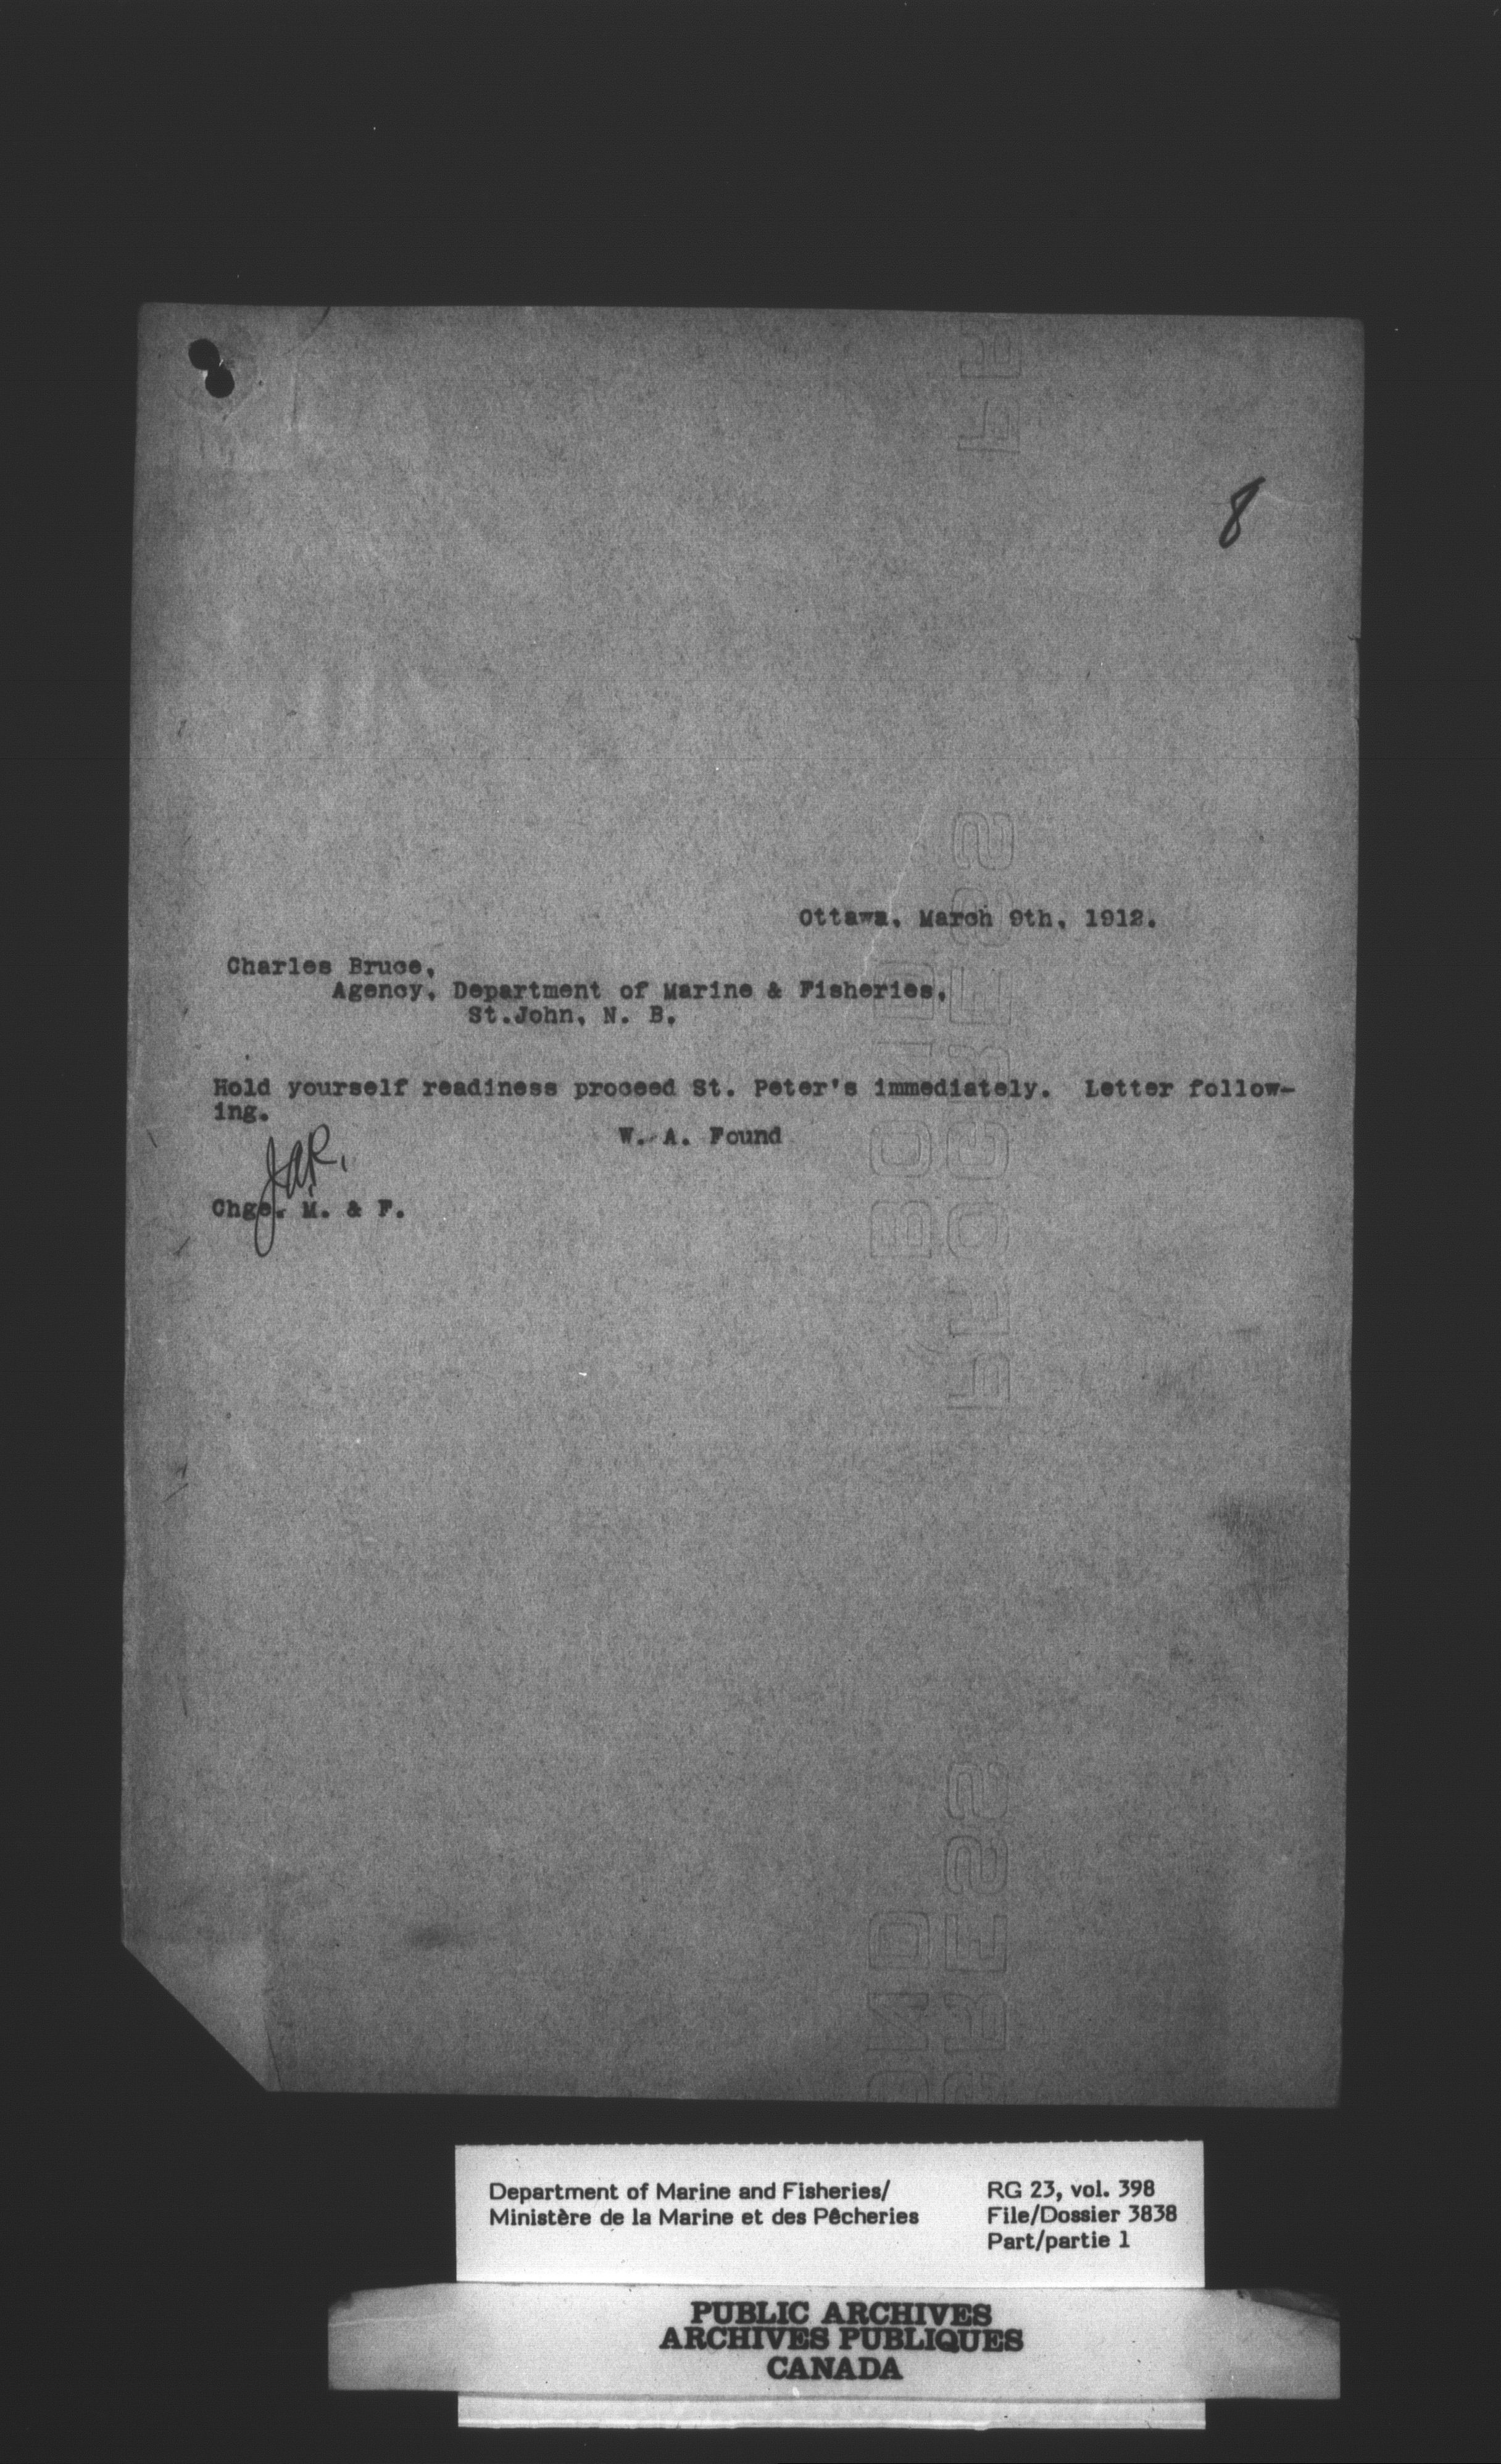 8
Ottawa, March 9th, 1912.
Charles Bruce,
Agency, Department of Marine & Fisheries,
St.John, N. B.
Hold yourself readiness proceed St. Peter's immediately. Letter follow-
ing.
W. A. Found
J.A.R.
Chge. M. & F.
PROGRESS
BOND
Department of Marine and Fisheries/
Ministère de la Marine et des Pêcheries
RG 23, vol. 398
File/Dossier 3838
Part/partie 1
PUBLIC ARCHIVES
ARCHIVES PUBLIQUES
CANADA